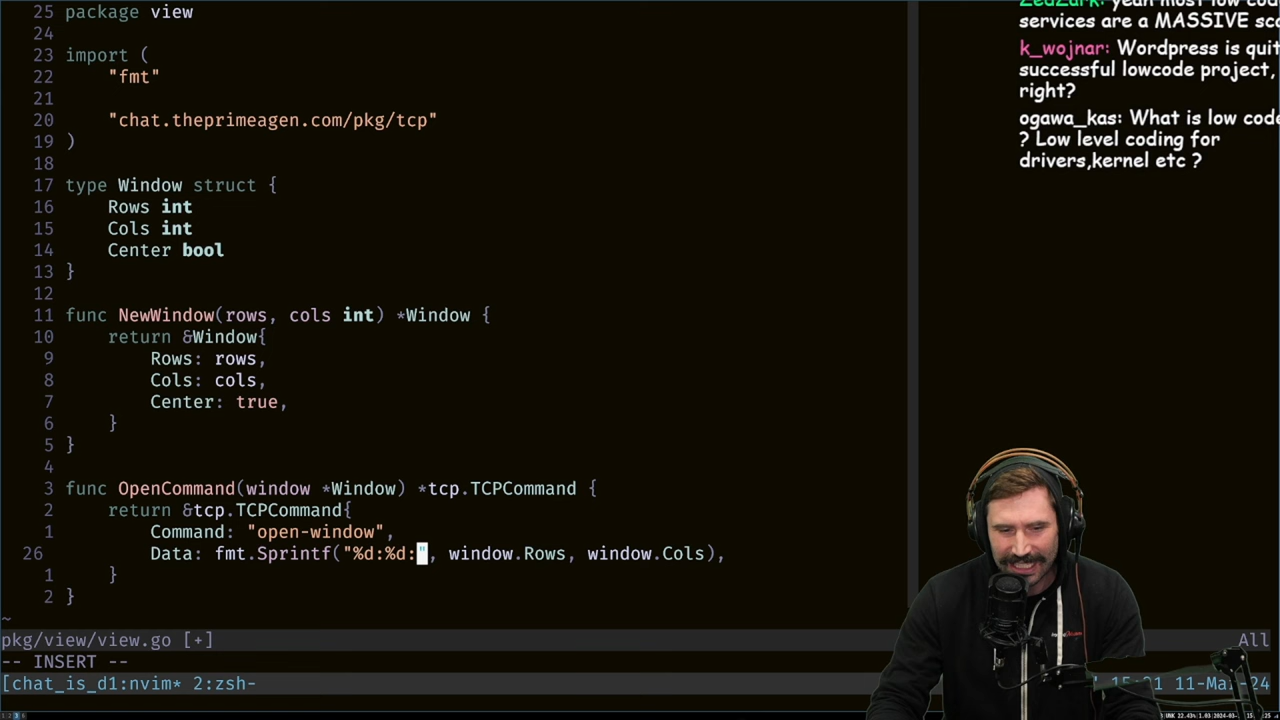 25 package view
24
23 import (
22 "fmt"
21
20 "chat.theprimeagen.com/pkg/tcp"
19 )
18
17 type Window struct {
16 Rows int
15 Cols int
14 Center bool
13 }
12
11 func NewWindow(rows, cols int) *Window {
10 return &Window{
9 Rows: rows,
8 Cols: cols,
7 Center: true,
6 }
5 }
4
3 func OpenCommand(window *Window) *tcp.TCPCommand {
2 return &tcp.TCPCommand{
1 Command: "open-window",
26 Data: fmt.Sprintf("%d:%d:", window.Rows, window.Cols),
1 }
2 }
~
pkg/view/view.go [+] All
-- INSERT --
[chat_is_d1:nvim* 2:zsh- 11-Mar-24
ZedZark: yeah most low
services are a MASSIVE
k_wojnar: Wordpress is
successful lowcode project,
right?
ogawa_kas: What is low
? Low level coding for
drivers,kernel etc ?